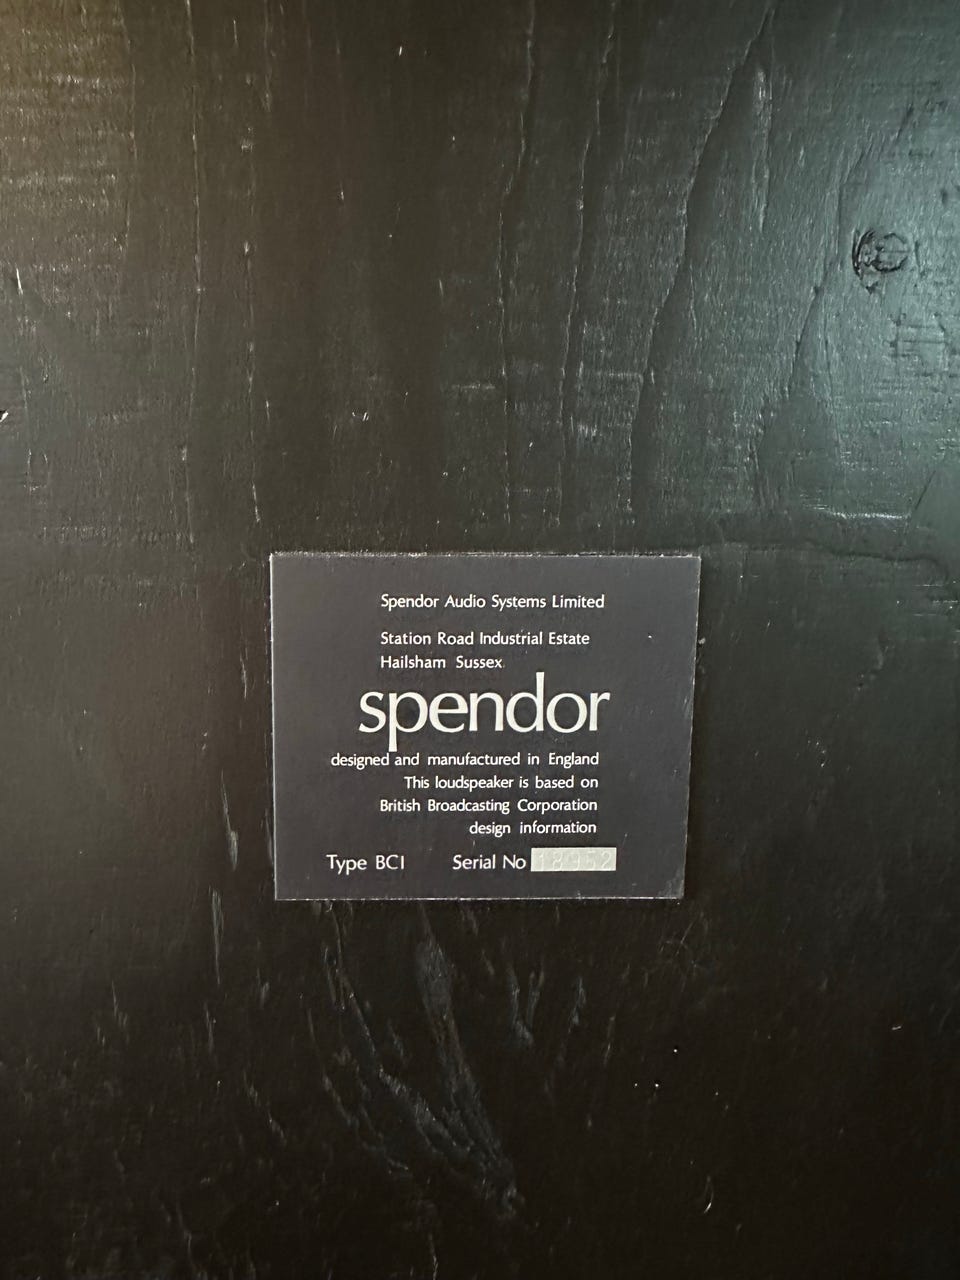 Spendor Audio Systems Limited
Station Road Industrial Estate
Hailsham Sussex
spendor
designed and manufactured in England
This loudspeaker is based on
British Broadcasting Corporation
design information
Type BC1 Serial No 18952